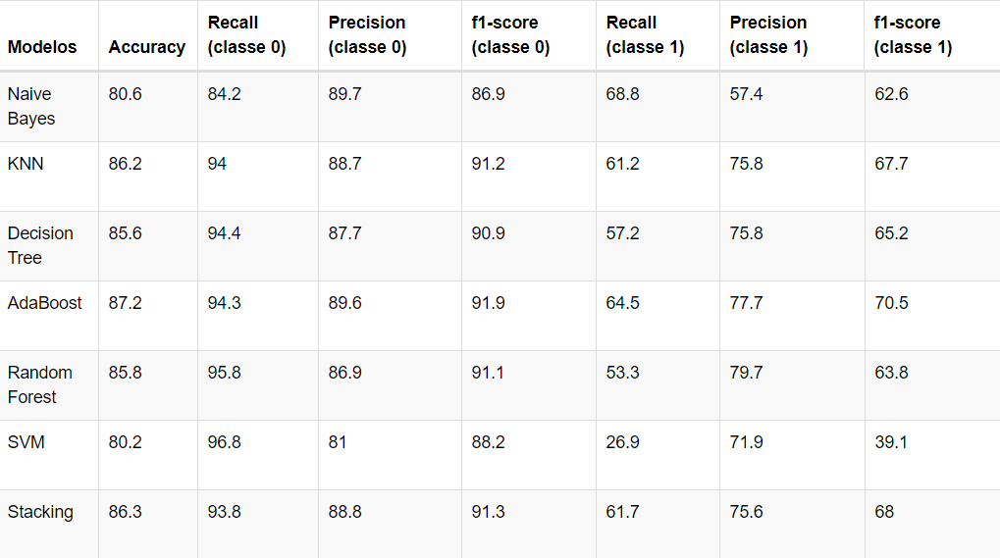 Modelos Accuracy Recall (classe 0) Precision (classe 0) f1-score (classe 0) Recall (classe 1) Precision (classe 1) f1-score (classe 1)
Naive Bayes 80.6 84.2 89.7 86.9 68.8 57.4 62.6
KNN 86.2 94 88.7 91.2 61.2 75.8 67.7
Decision Tree 85.6 94.4 87.7 90.9 57.2 75.8 65.2
AdaBoost 87.2 94.3 89.6 91.9 64.5 77.7 70.5
Random Forest 85.8 95.8 86.9 91.1 53.3 79.7 63.8
SVM 80.2 96.8 81 88.2 26.9 71.9 39.1
Stacking 86.3 93.8 88.8 91.3 61.7 75.6 68